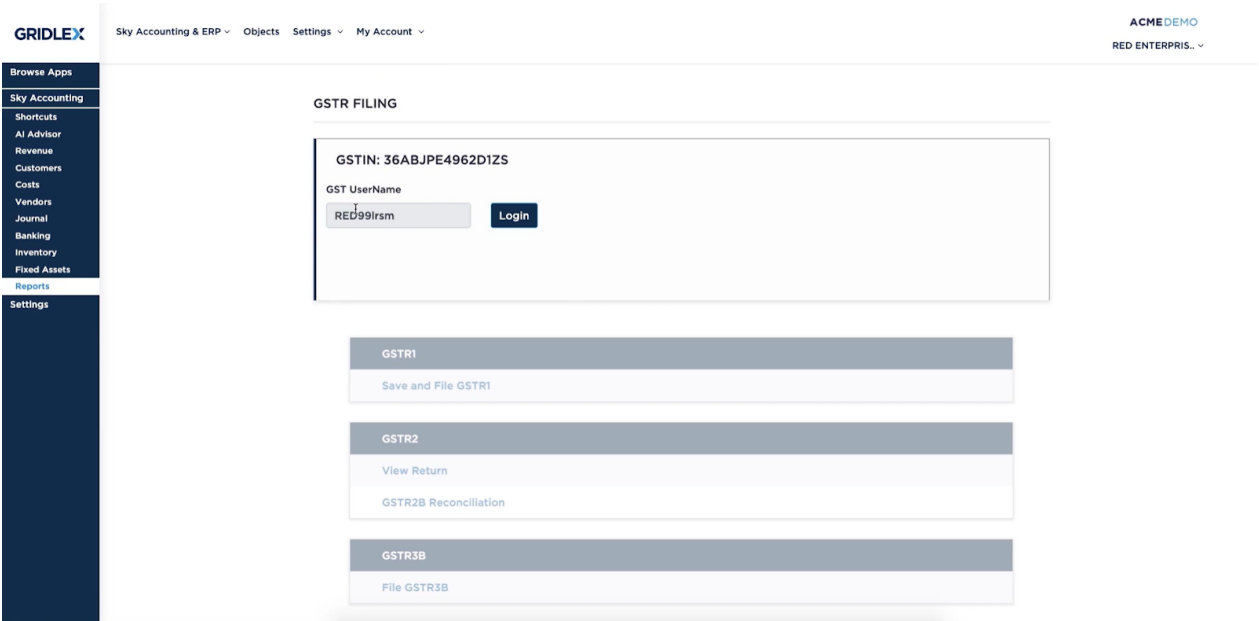 GRIDLEX
Sky Accounting & ERP
Objects
Settings
My Account
ACMEDEMO
RED ENTERPRIS..
Browse Apps
Sky Accounting
Shortcuts
AI Advisor
Revenue
Customers
Costs
Vendors
Journal
Banking
Inventory
Fixed Assets
Reports
Settings
GSTR FILING
GSTIN: 36ABJPE4962D1ZS
GST UserName
RED99lrsm
Login
GSTR1
Save and File GSTR1
GSTR2
View Return
GSTR2B Reconciliation
GSTR3B
File GSTR3B